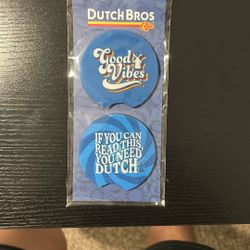 DUTCH BROS
Good
Vibes
IF YOU CAN
READ THIS
YOU NEED
DUTCH